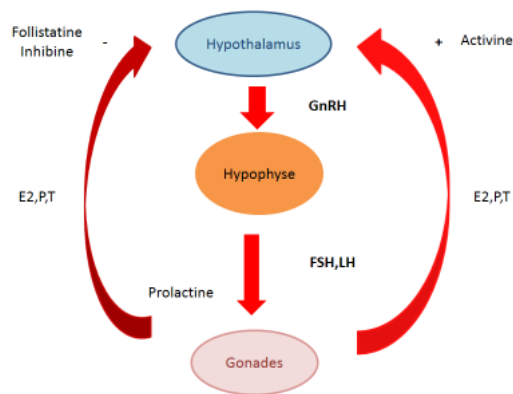 Follistatine
Inhibine
-
Hypothalamus
+ Activine
GnRH
Hypophyse
E2,P,T
E2,P,T
FSH,LH
Prolactine
Gonades